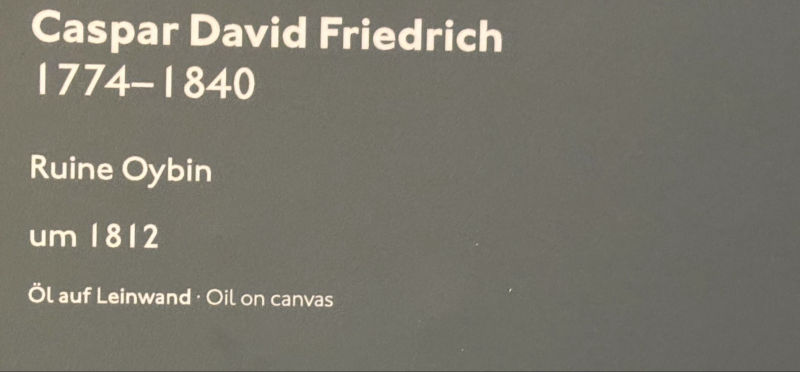 Caspar David Friedrich
1774–1840
Ruine Oybin
um 1812
Öl auf Leinwand · Oil on canvas